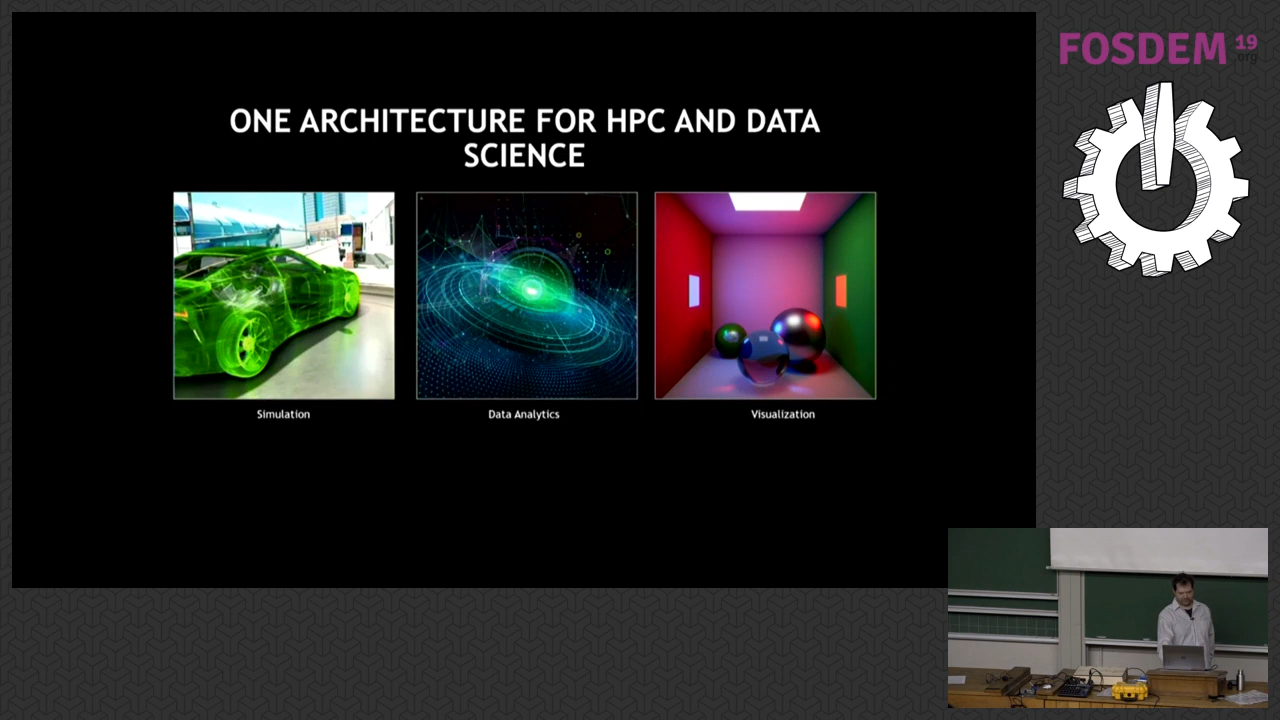 ONE ARCHITECTURE FOR HPC AND DATA
SCIENCE
Simulation
Data Analytics
Visualization
FOSDEM 19
.org